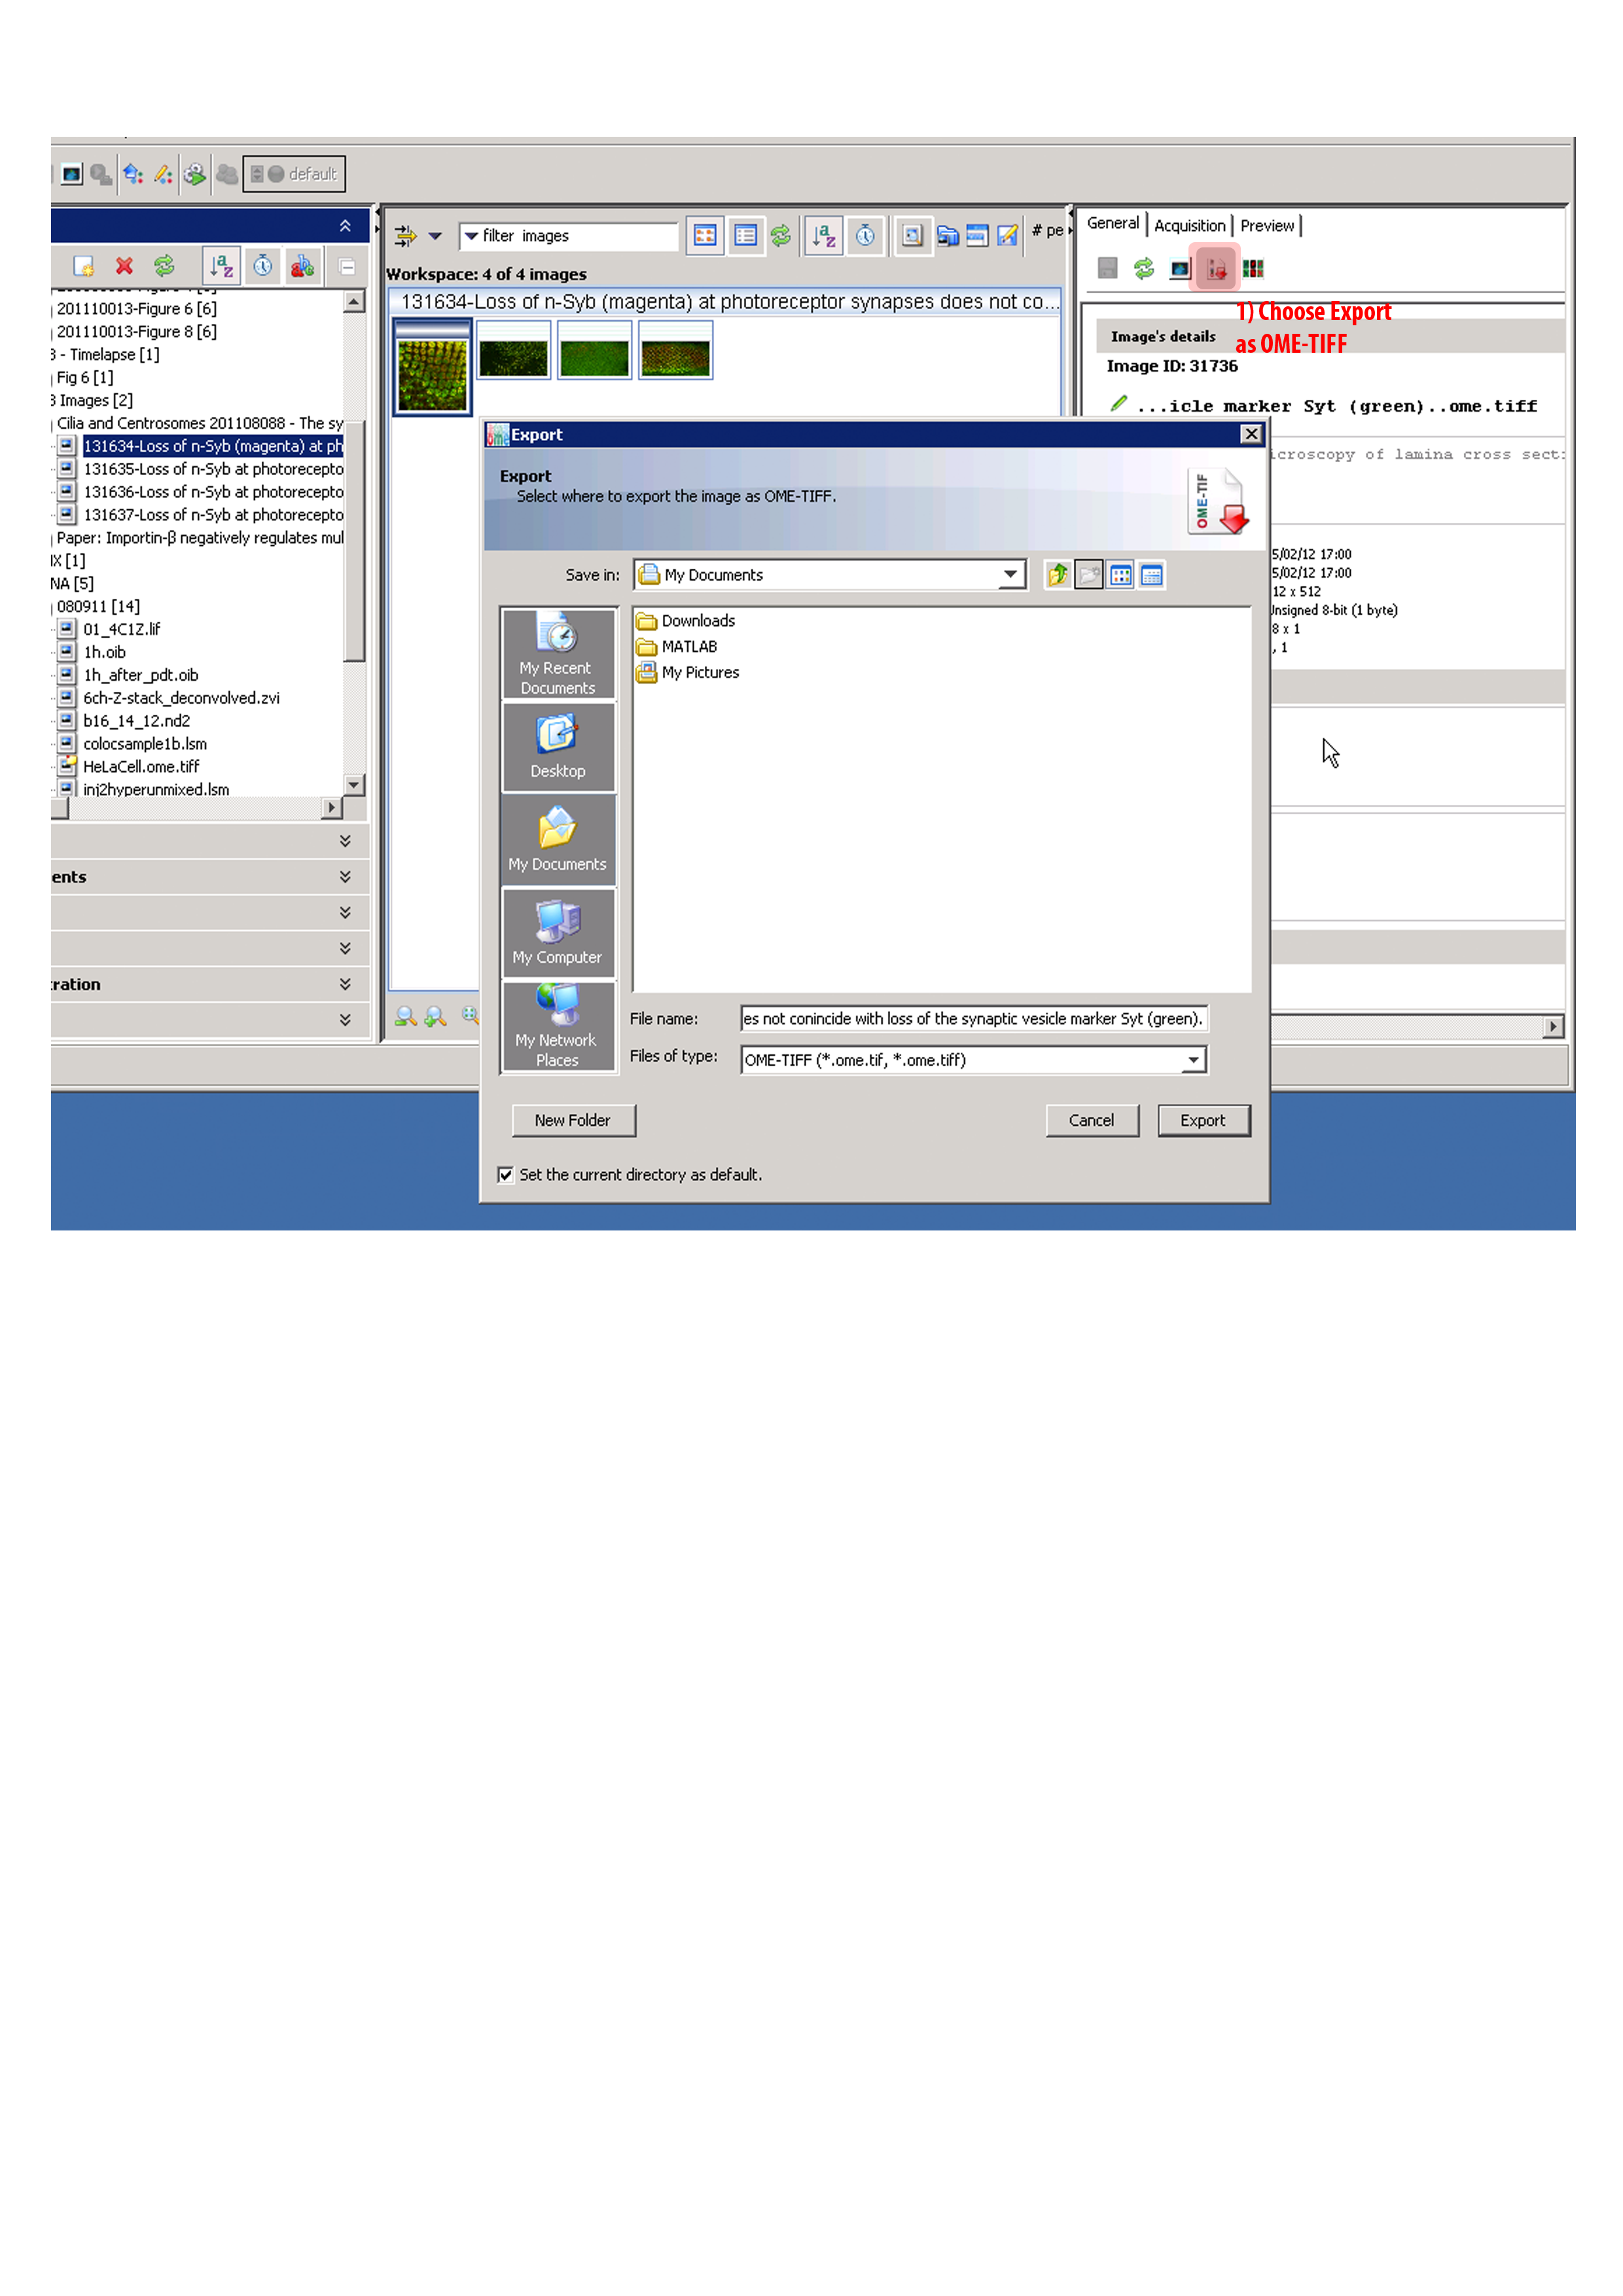 default
filter images
# pe
General
Acquisition
Preview
Workspace: 4 of 4 images
131634-Loss of n-Syb (magenta) at photoreceptor synapses does not co...
201110013-Figure 6 [6]
201110013-Figure 8 [6]
3 - Timelapse [1]
Fig 6 [1]
3 Images [2]
Cilia and Centrosomes 201108088 - The sy
131634-Loss of n-Syb (magenta) at ph
131635-Loss of n-Syb at photorecepto
131636-Loss of n-Syb at photorecepto
131637-Loss of n-Syb at photorecepto
Paper: Importin-β negatively regulates mul
IX [1]
NA [5]
080911 [14]
01_4C1Z.lif
1h.oib
1h_after_pdt.oib
6ch-Z-stack_deconvolved.zvi
b16_14_12.nd2
colocsample1b.lsm
HeLaCell.ome.tiff
inj2hyperunmixed.lsm
ents
ration
1) Choose Export
as OME-TIFF
Image's details
Image ID: 31736
...icle marker Syt (green)..ome.tiff
icroscopy of lamina cross sect:
5/02/12 17:00
5/02/12 17:00
12 x 512
Unsigned 8-bit (1 byte)
8 x 1
, 1
Export
Export
Select where to export the image as OME-TIFF.
OME-TIF
Save in:
My Documents
My Recent
Documents
Desktop
My Documents
My Computer
My Network
Places
Downloads
MATLAB
My Pictures
File name:
es not conincide with loss of the synaptic vesicle marker Syt (green).
Files of type:
OME-TIFF (*.ome.tif, *.ome.tiff)
New Folder
Cancel
Export
Set the current directory as default.